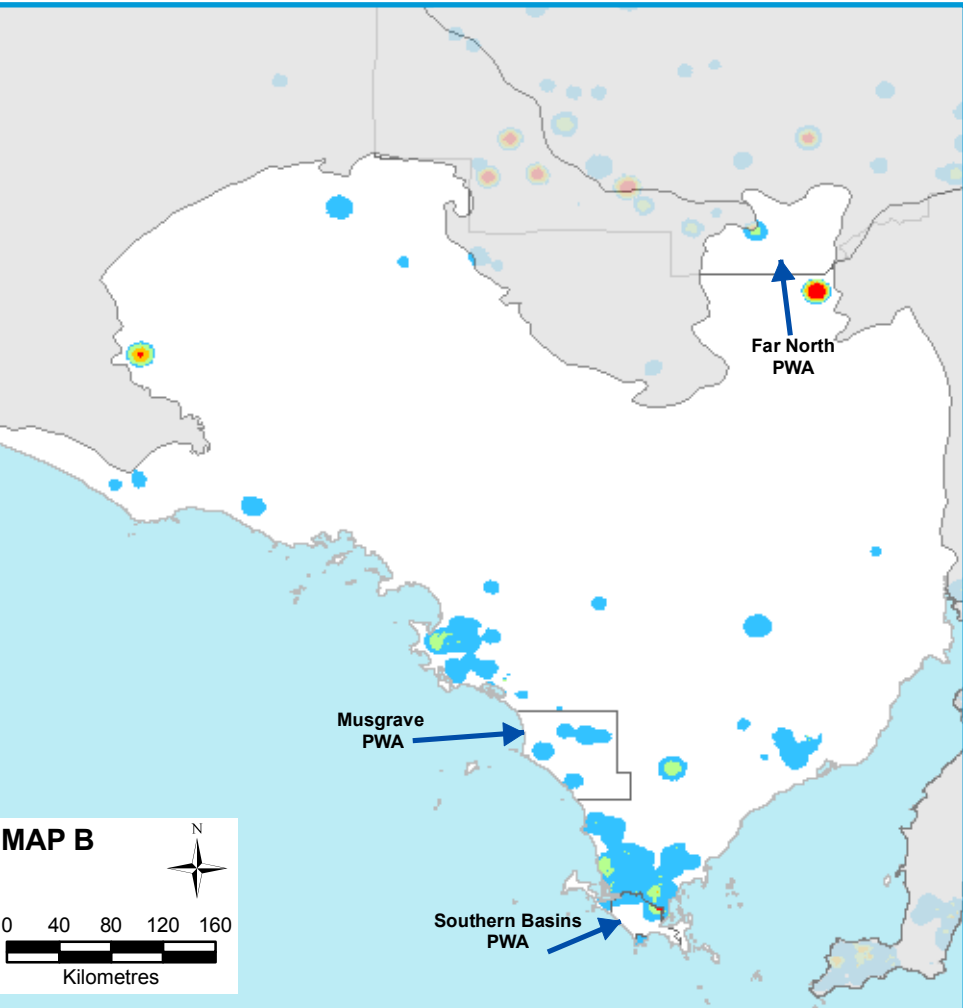 Far North
PWA
Musgrave
PWA
MAP B
N
0 40 80 120 160
Kilometres
Southern Basins
PWA